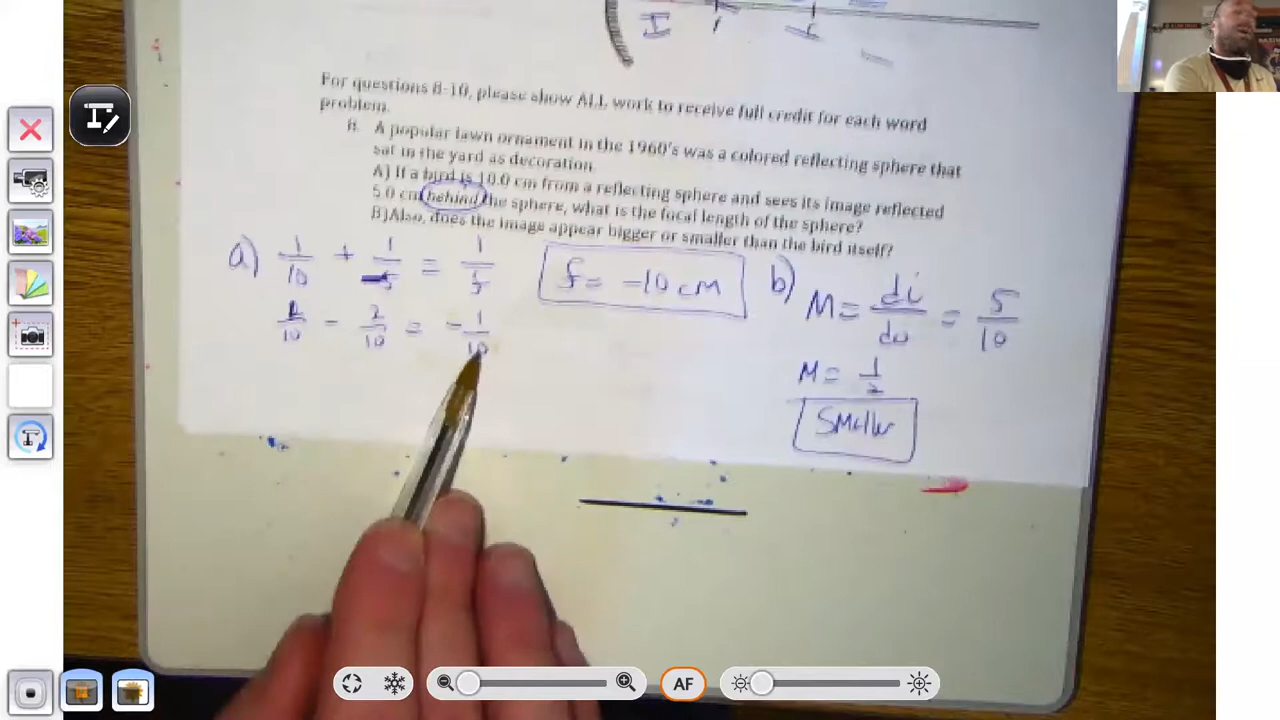 For questions 8-10, please show ALL work to receive full credit for each word
problem.
8. A popular lawn ornament in the 1960's was a colored reflecting sphere that
sat in the yard as decoration.
A) If a bird is 10.0 cm from a reflecting sphere and sees its image reflected
5.0 cm behind the sphere, what is the focal length of the sphere?
B)Also, does the image appear bigger or smaller than the bird itself?
a) 1/10 + 1/-5 = 1/f
1/10 - 2/10 = -1/10
f = -10 cm
b) M = di/do = 5/10
M = 1/2
Smaller
AF